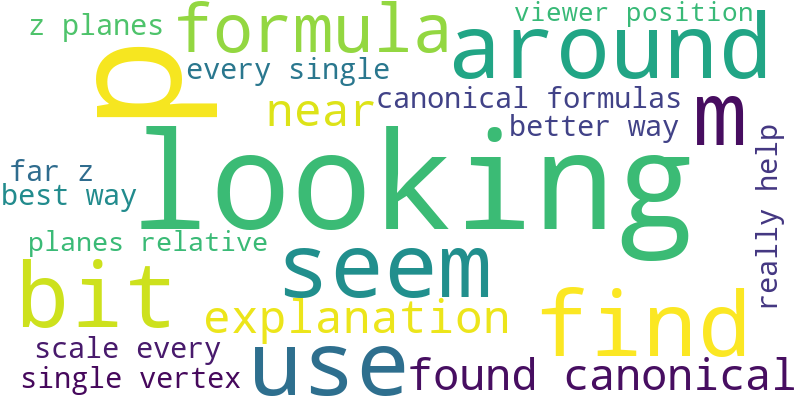 z planes
formula
viewer position
around
p
every single
near
canonical formulas
m
better way
looking
far z
best way
really help
planes relative
seem
bit
find
explanation
scale every
use
found canonical
single vertex